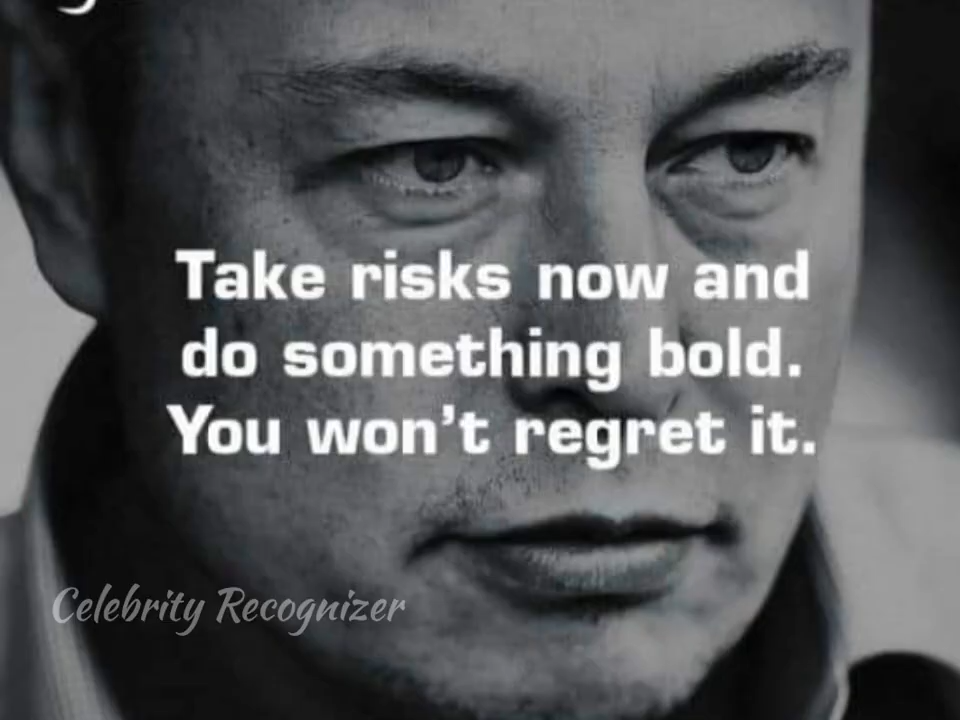 Take risks now and
do something bold.
You won't regret it.
Celebrity Recognizer